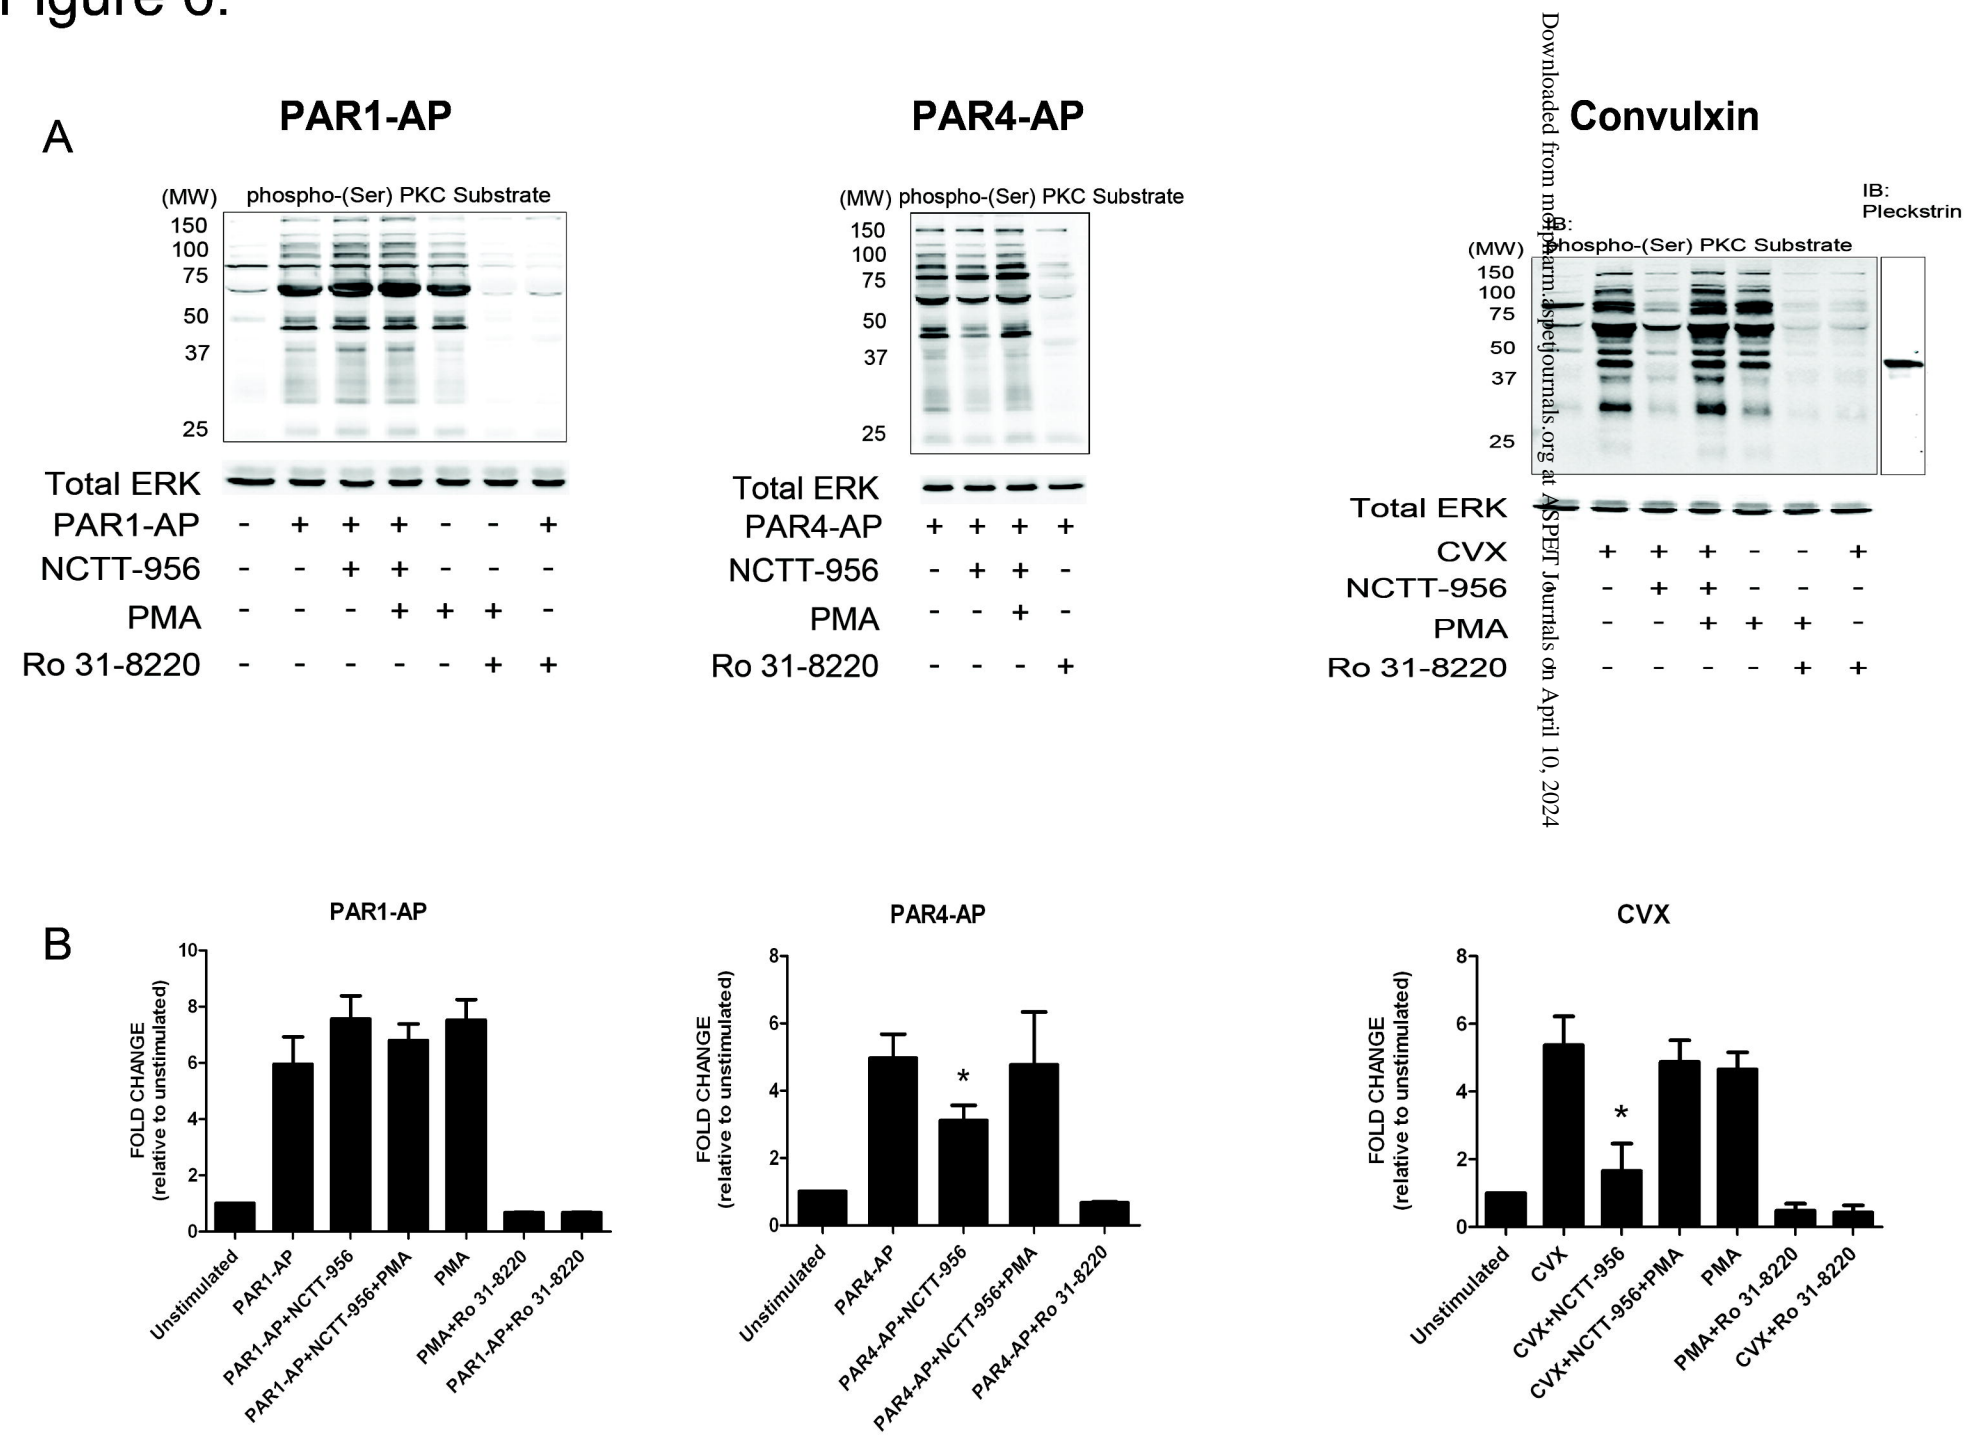 Figure 6.
A
PAR1-AP
PAR4-AP
Convulxin
(MW)
phospho-(Ser) PKC Substrate
150
100
75
50
37
25
Total ERK
PAR1-AP - + + + - - +
NCTT-956 - - + + - - -
PMA - - - + + + -
Ro 31-8220 - - - - - + +
(MW) phospho-(Ser) PKC Substrate
150
100
75
50
37
25
Total ERK
PAR4-AP + + + +
NCTT-956 - + + -
PMA - - + -
Ro 31-8220 - - - +
IB:
Pleckstrin
IB:
(MW) phospho-(Ser) PKC Substrate
150
100
75
50
37
25
Total ERK
CVX + + + - - +
NCTT-956 - + + - - -
PMA - - + + + -
Ro 31-8220 - - - - + +
Downloaded from molpharm.aspetjournals.org at ASPET Journals on April 10, 2024
B
PAR1-AP
FOLD CHANGE
(relative to unstimulated)
10
8
6
4
2
0
Unstimulated
PAR1-AP
PAR1-AP+NCTT-956
PAR1-AP+NCTT-956+PMA
PMA
PMA+Ro 31-8220
PAR1-AP+Ro 31-8220
PAR4-AP
FOLD CHANGE
(relative to unstimulated)
8
6
4
2
0
*
Unstimulated
PAR4-AP
PAR4-AP+NCTT-956
PAR4-AP+NCTT-956+PMA
PAR4-AP+Ro 31-8220
CVX
FOLD CHANGE
(relative to unstimulated)
8
6
4
2
0
*
Unstimulated
CVX
CVX+NCTT-956
CVX+NCTT-956+PMA
PMA
PMA+Ro 31-8220
CVX+Ro 31-8220